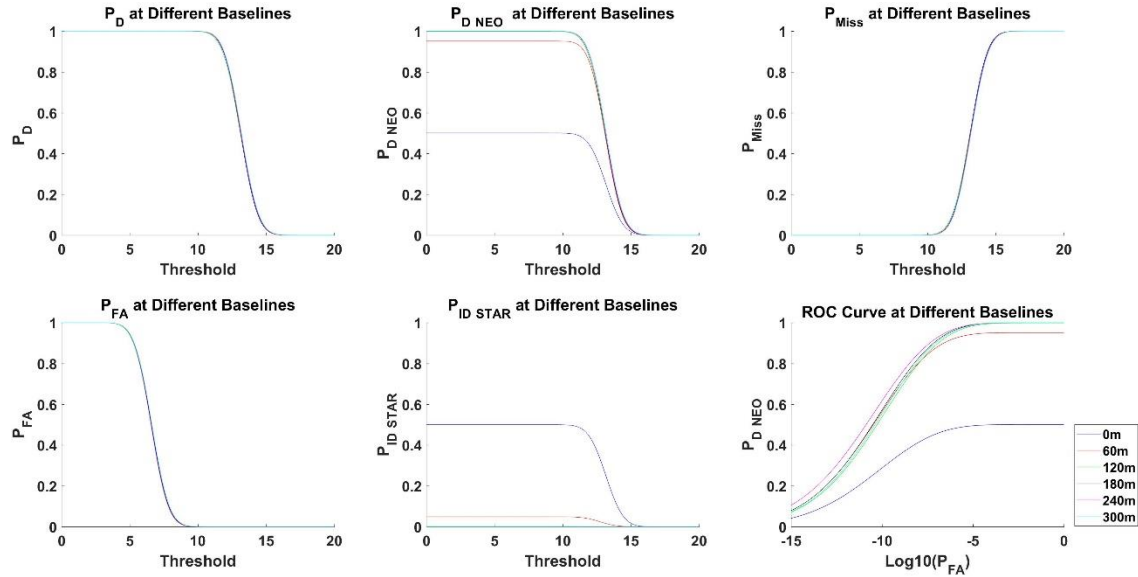 P_D at Different Baselines
P_D
1
0.8
0.6
0.4
0.2
0
0 5 10 15 20
Threshold
P_D NEO at Different Baselines
P_D NEO
1
0.8
0.6
0.4
0.2
0
0 5 10 15 20
Threshold
P_Miss at Different Baselines
P_Miss
1
0.8
0.6
0.4
0.2
0
0 5 10 15 20
Threshold
P_FA at Different Baselines
P_FA
1
0.8
0.6
0.4
0.2
0
0 5 10 15 20
Threshold
P_ID STAR at Different Baselines
P_ID STAR
1
0.8
0.6
0.4
0.2
0
0 5 10 15 20
Threshold
ROC Curve at Different Baselines
P_D NEO
1
0.8
0.6
0.4
0.2
0
-15 -10 -5 0
Log10(P_FA)
0m
60m
120m
180m
240m
300m